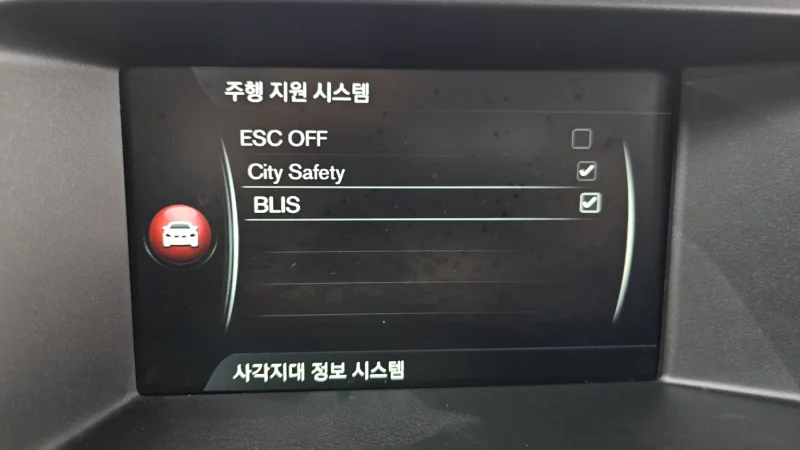 주행 지원 시스템
ESC OFF
City Safety
BLIS
사각지대 정보 시스템